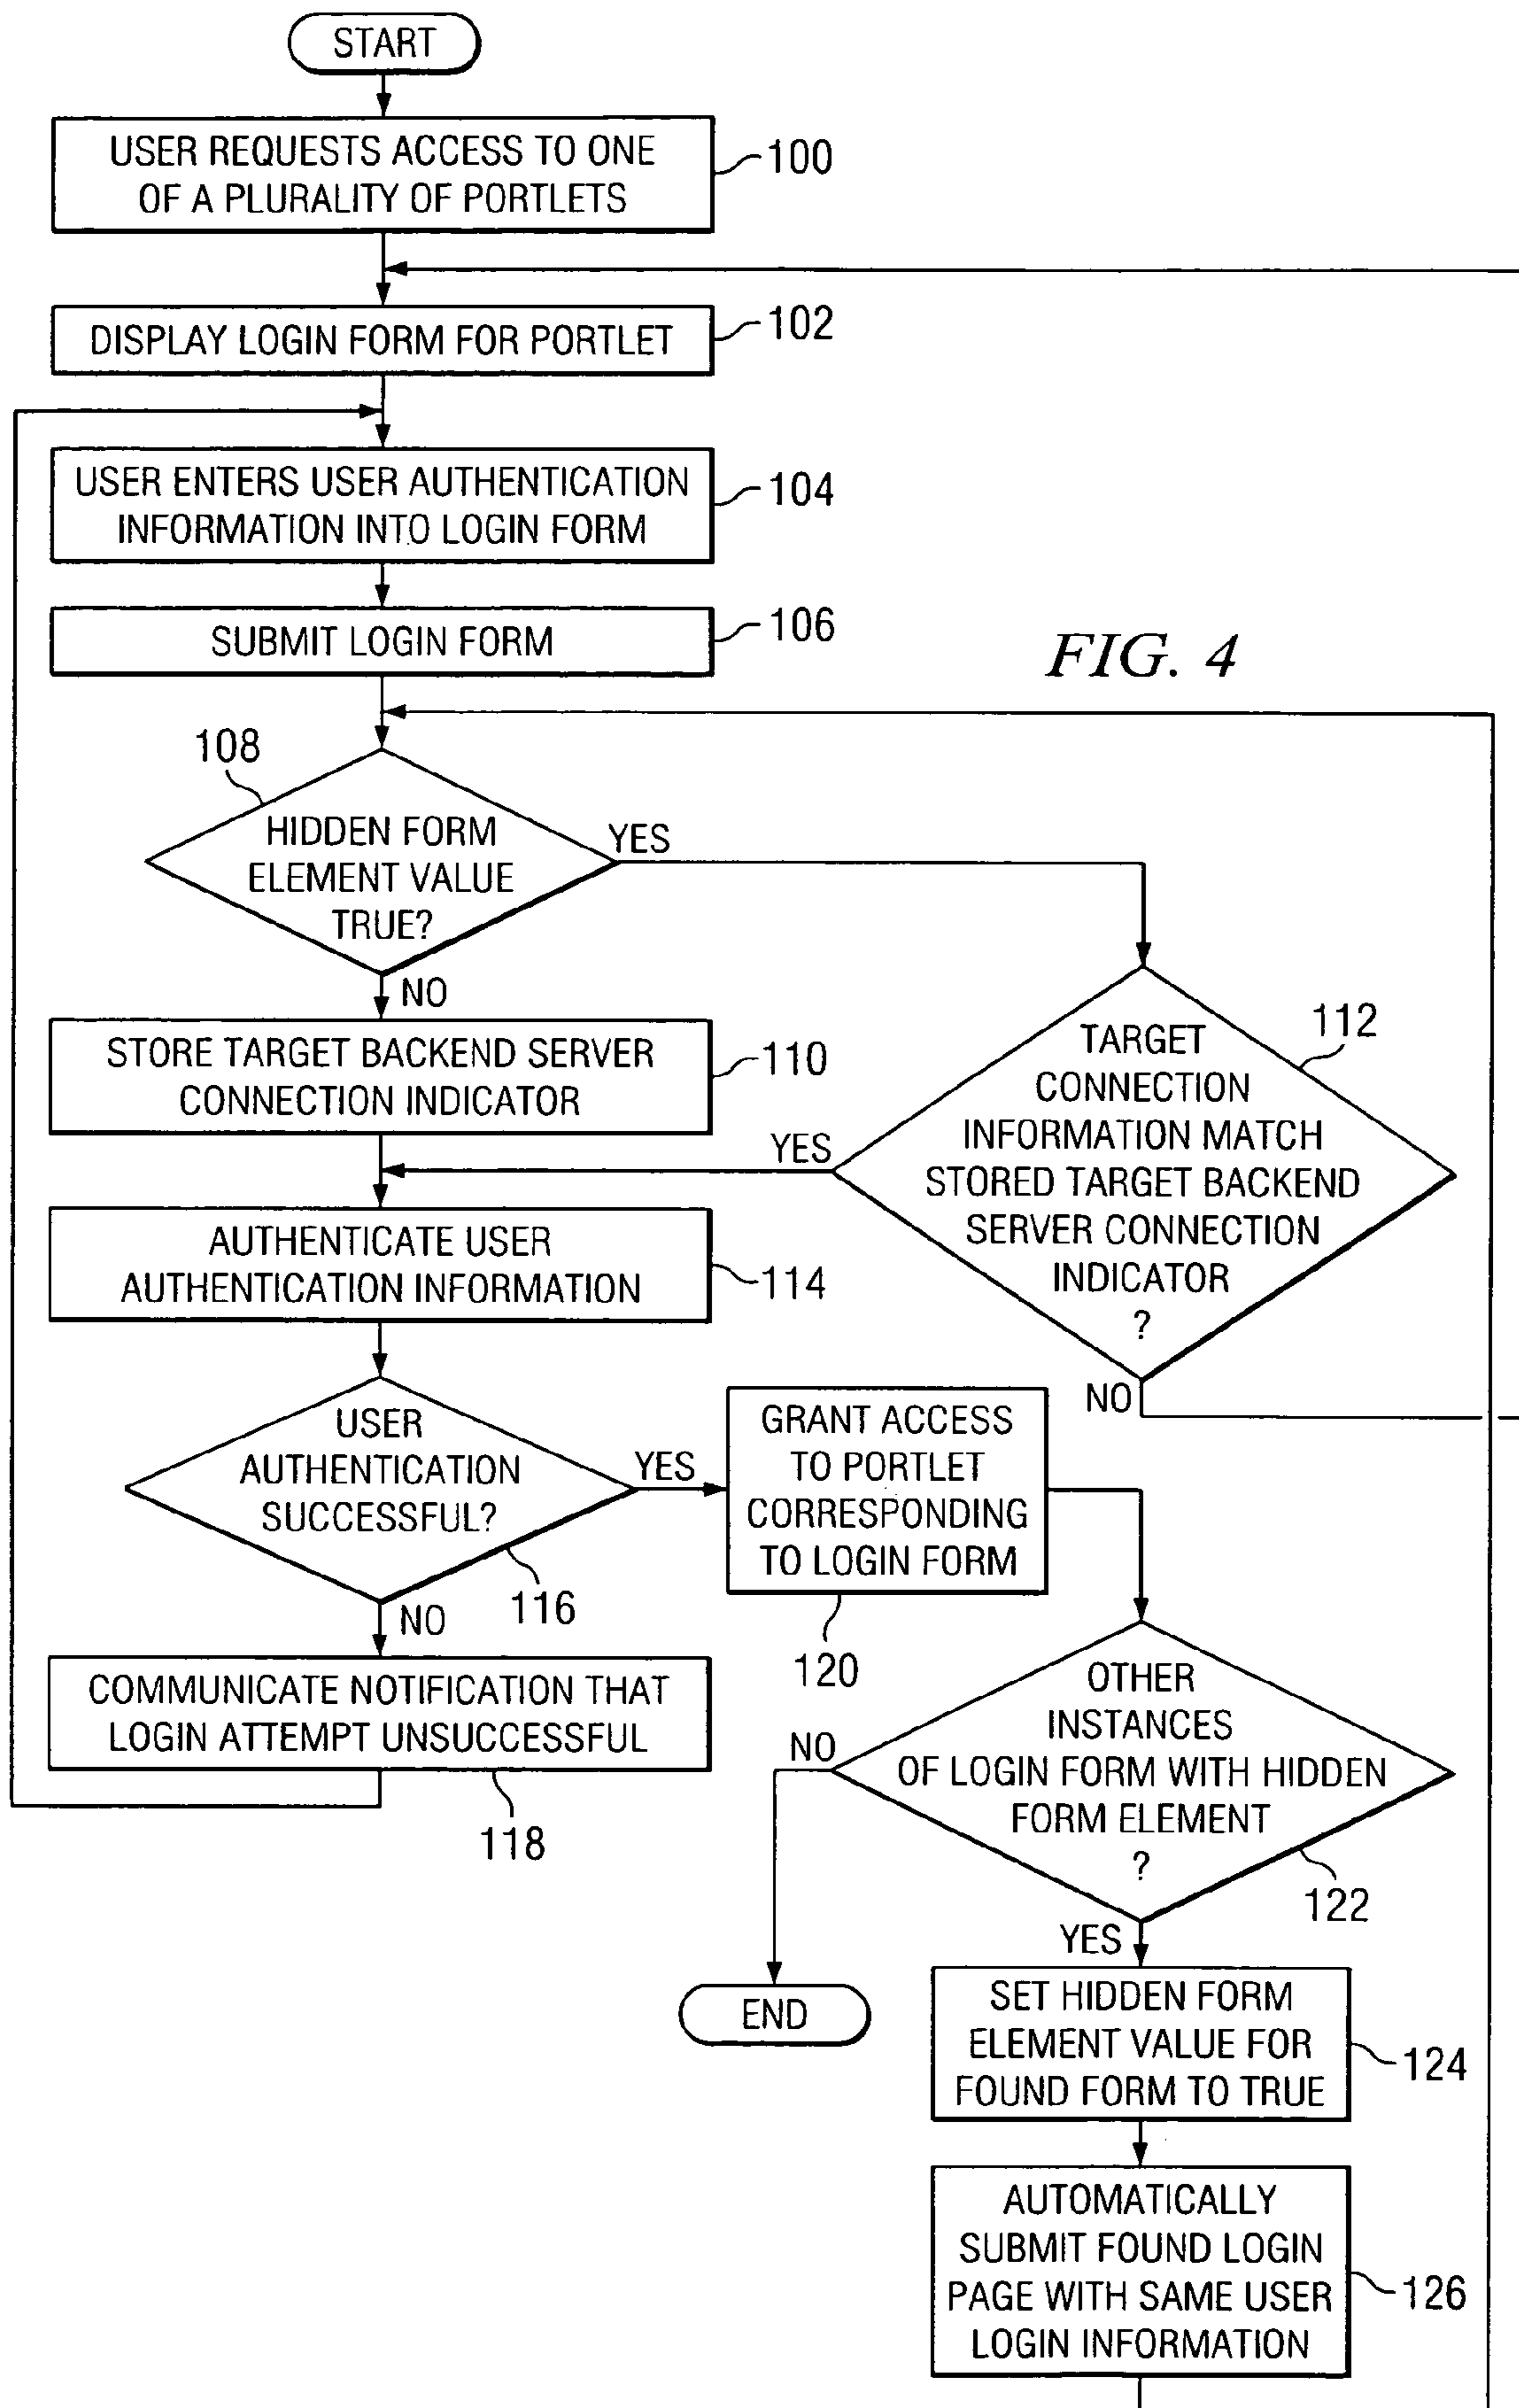 START
USER REQUESTS ACCESS TO ONE
OF A PLURALITY OF PORTLETS
100
DISPLAY LOGIN FORM FOR PORTLET
102
USER ENTERS USER AUTHENTICATION
INFORMATION INTO LOGIN FORM
104
SUBMIT LOGIN FORM
106
FIG. 4
108
HIDDEN FORM
ELEMENT VALUE
TRUE?
YES
NO
STORE TARGET BACKEND SERVER
CONNECTION INDICATOR
110
TARGET
CONNECTION
INFORMATION MATCH
STORED TARGET BACKEND
SERVER CONNECTION
INDICATOR
?
112
YES
NO
AUTHENTICATE USER
AUTHENTICATION INFORMATION
114
USER
AUTHENTICATION
SUCCESSFUL?
116
YES
NO
GRANT ACCESS
TO PORTLET
CORRESPONDING
TO LOGIN FORM
120
COMMUNICATE NOTIFICATION THAT
LOGIN ATTEMPT UNSUCCESSFUL
118
OTHER
INSTANCES
OF LOGIN FORM WITH HIDDEN
FORM ELEMENT
?
122
NO
YES
END
SET HIDDEN FORM
ELEMENT VALUE FOR
FOUND FORM TO TRUE
124
AUTOMATICALLY
SUBMIT FOUND LOGIN
PAGE WITH SAME USER
LOGIN INFORMATION
126